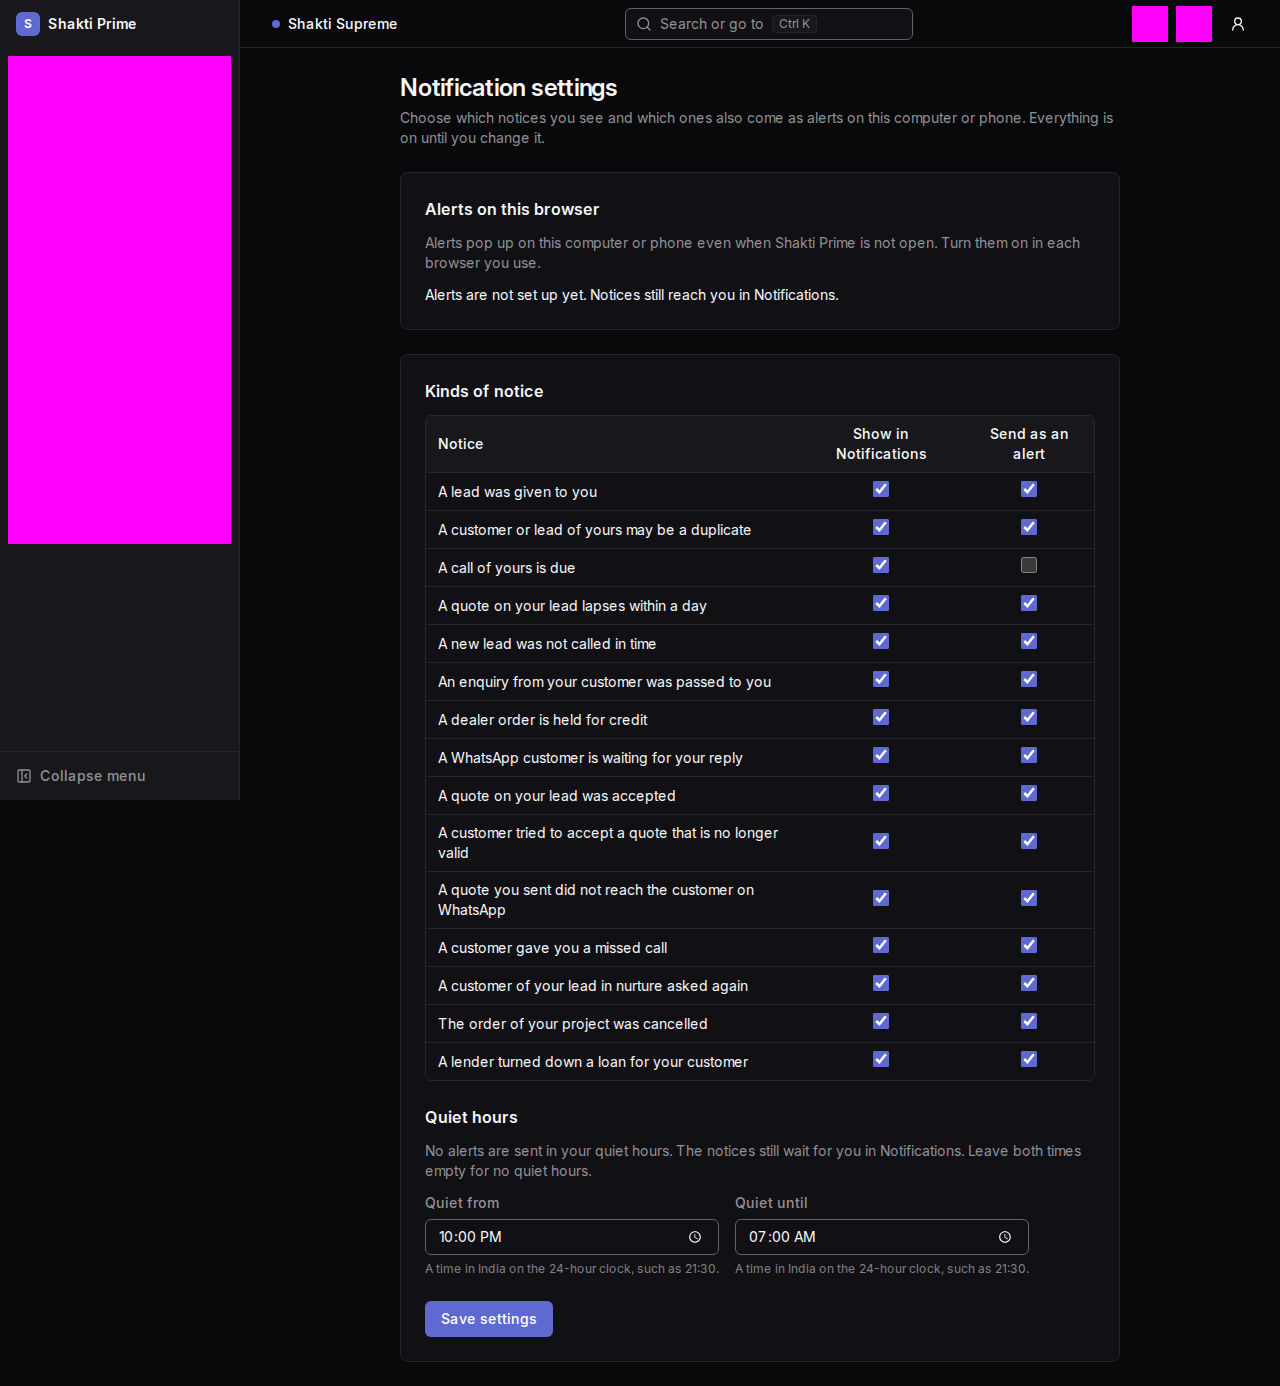 S Shakti Prime
Shakti Supreme
Search or go to Ctrl K
Notification settings
Choose which notices you see and which ones also come as alerts on this computer or phone. Everything is
on until you change it.
Alerts on this browser
Alerts pop up on this computer or phone even when Shakti Prime is not open. Turn them on in each
browser you use.
Alerts are not set up yet. Notices still reach you in Notifications.
Kinds of notice
Notice
Show in
Notifications
Send as an
alert
A lead was given to you
A customer or lead of yours may be a duplicate
A call of yours is due
A quote on your lead lapses within a day
A new lead was not called in time
An enquiry from your customer was passed to you
A dealer order is held for credit
A WhatsApp customer is waiting for your reply
A quote on your lead was accepted
A customer tried to accept a quote that is no longer
valid
A quote you sent did not reach the customer on
WhatsApp
A customer gave you a missed call
A customer of your lead in nurture asked again
The order of your project was cancelled
A lender turned down a loan for your customer
Quiet hours
No alerts are sent in your quiet hours. The notices still wait for you in Notifications. Leave both times
empty for no quiet hours.
Quiet from
10:00 PM
A time in India on the 24-hour clock, such as 21:30.
Quiet until
07:00 AM
A time in India on the 24-hour clock, such as 21:30.
Save settings
Collapse menu